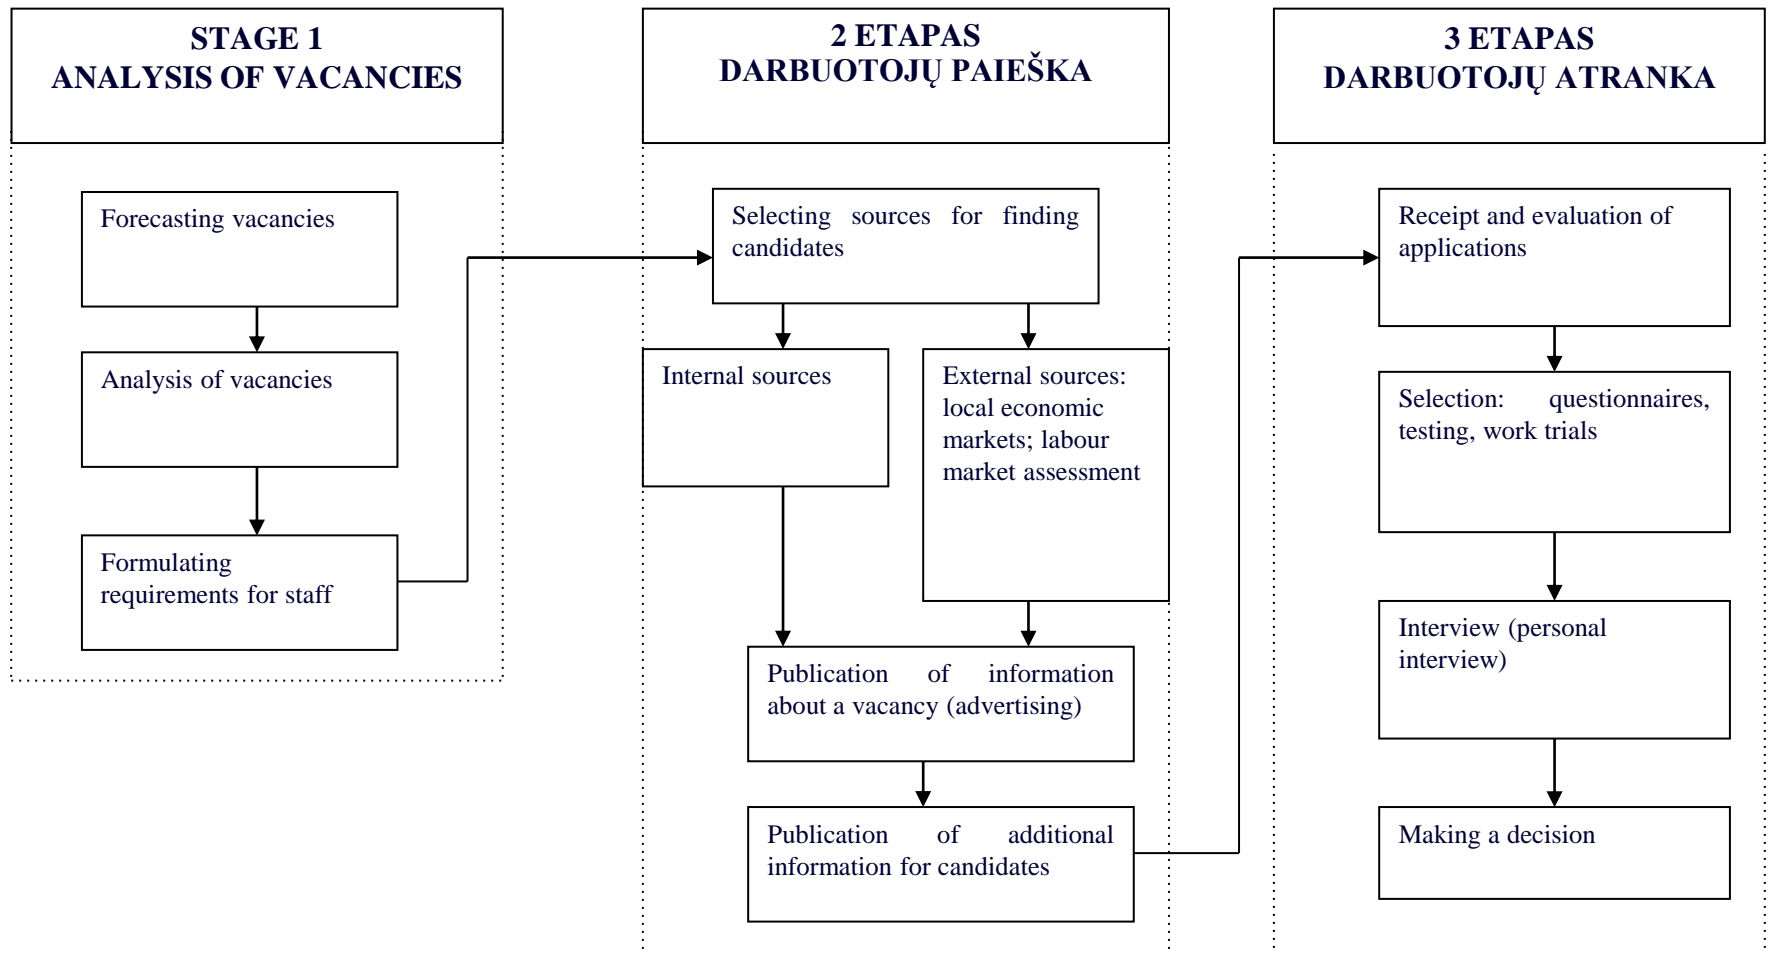 STAGE 1
ANALYSIS OF VACANCIES
Forecasting vacancies
Analysis of vacancies
Formulating
requirements for staff
2 ETAPAS
DARBUOTOJŲ PAIEŠKA
Selecting sources for finding
candidates
Internal sources
External sources:
local economic
markets; labour
market assessment
Publication of information
about a vacancy (advertising)
Publication of additional
information for candidates
3 ETAPAS
DARBUOTOJŲ ATRANKA
Receipt and evaluation of
applications
Selection: questionnaires,
testing, work trials
Interview (personal
interview)
Making a decision